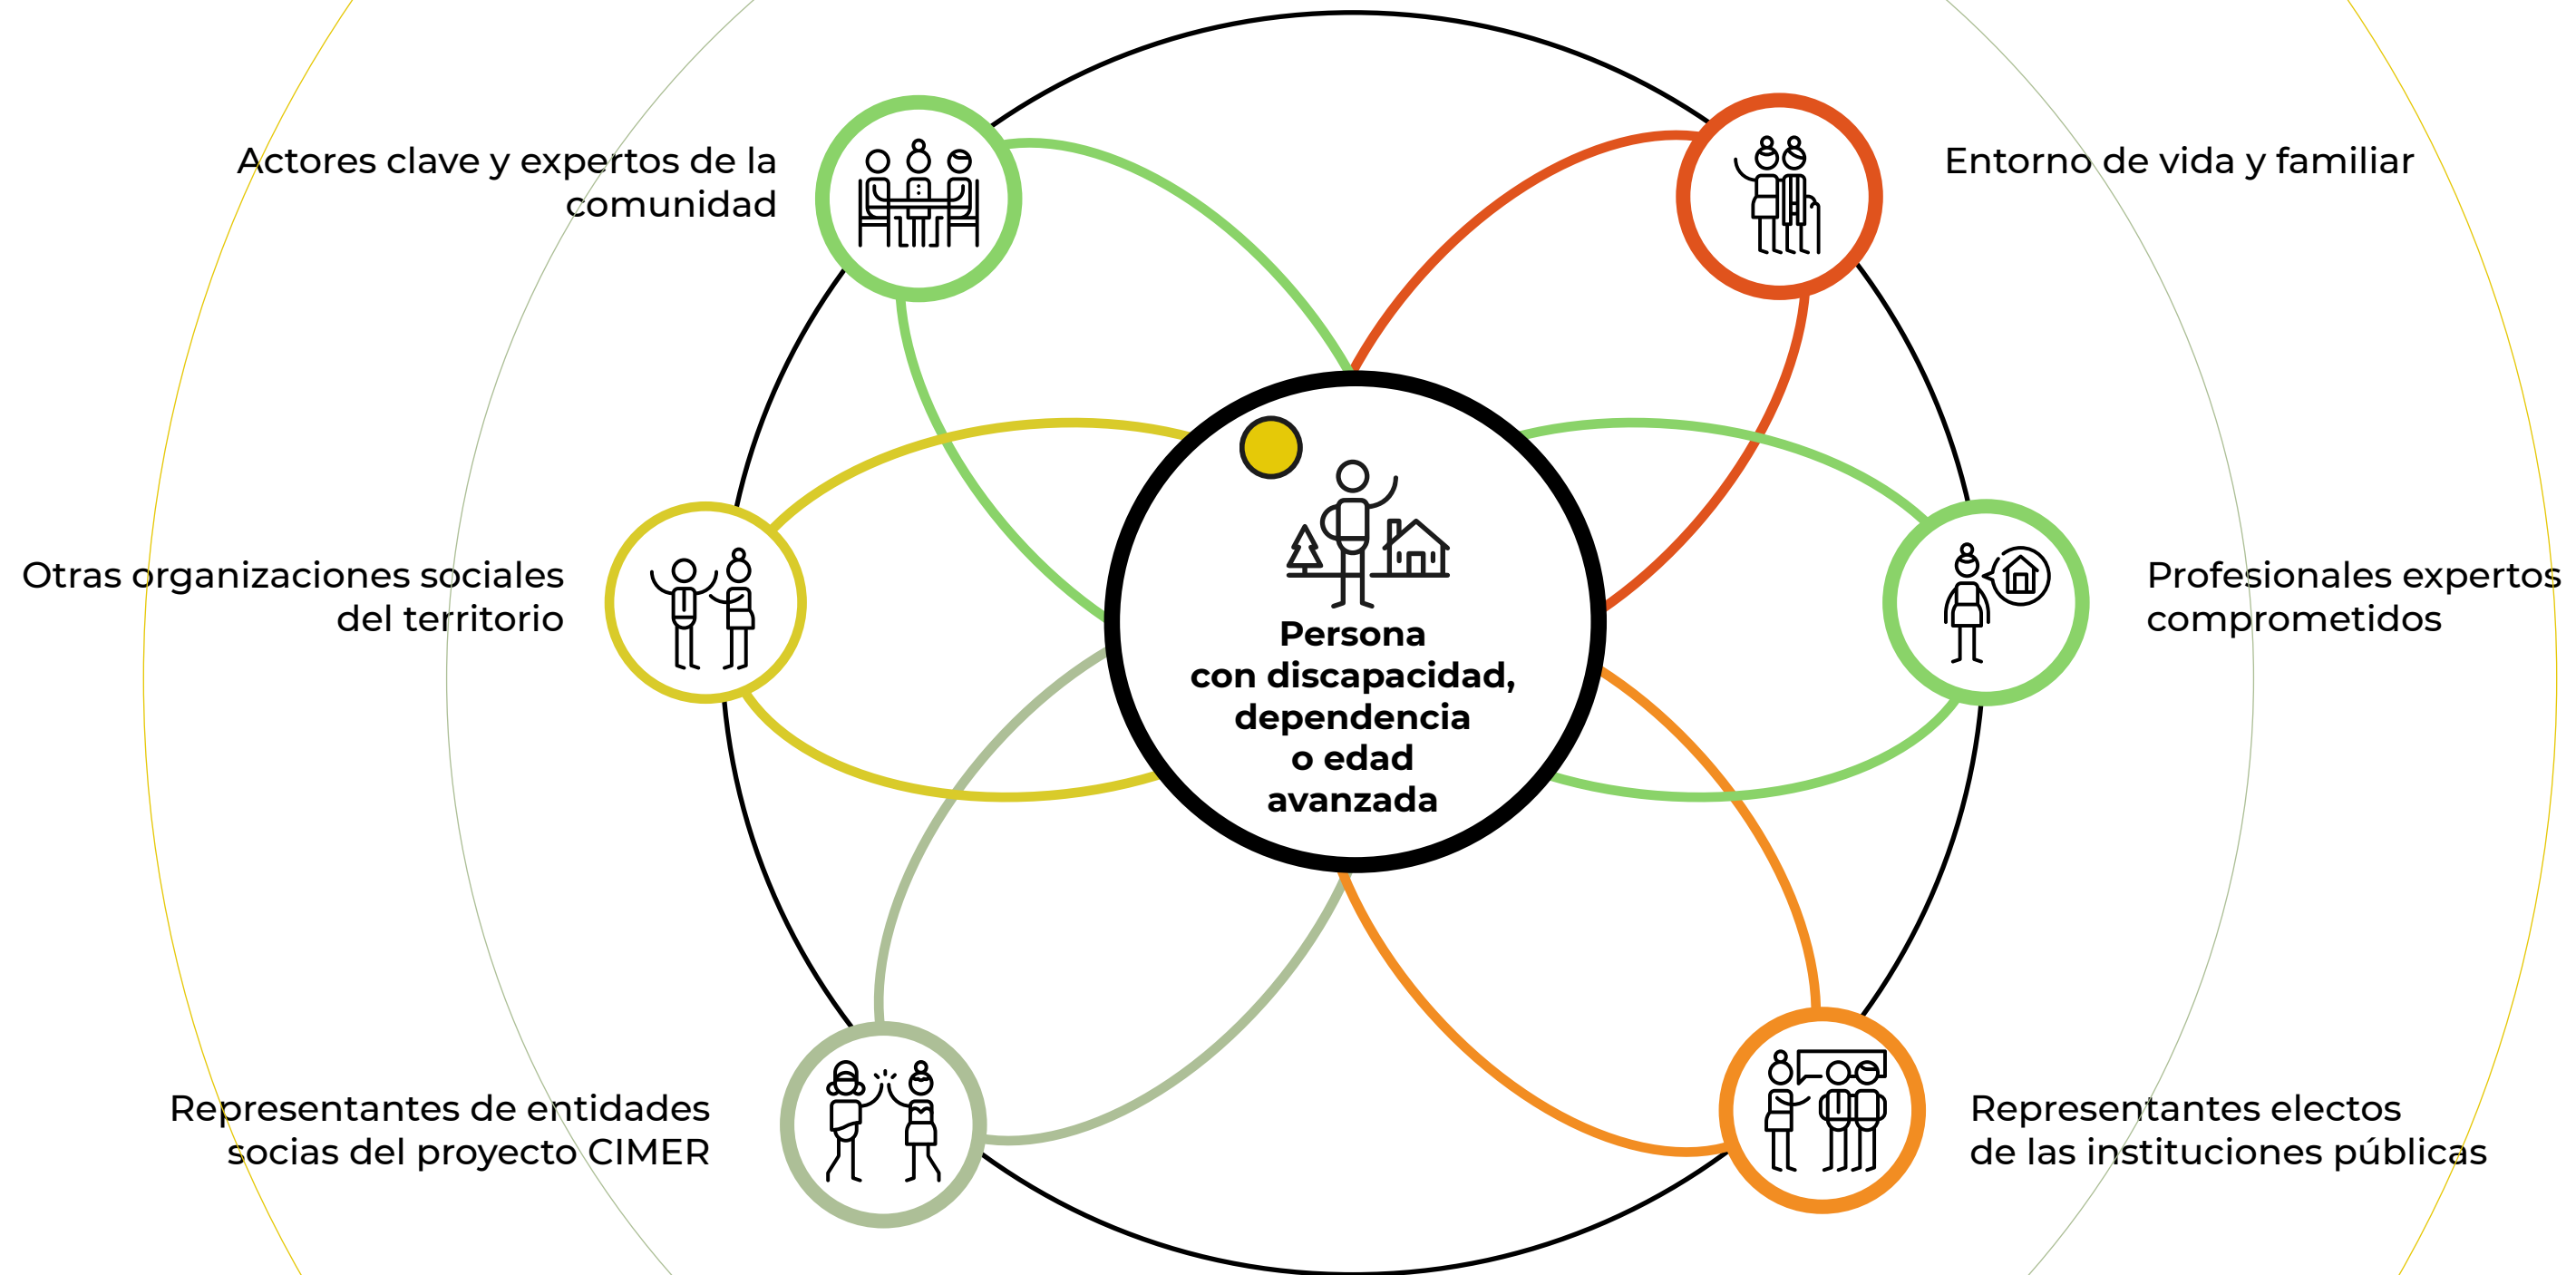 Actores clave y expertos de la
comunidad
Entorno de vida y familiar
Otras organizaciones sociales
del territorio
Persona
con discapacidad,
dependencia
o edad
avanzada
Profesionales expertos
comprometidos
Representantes de entidades
socias del proyecto CIMER
Representantes electos
de las instituciones públicas